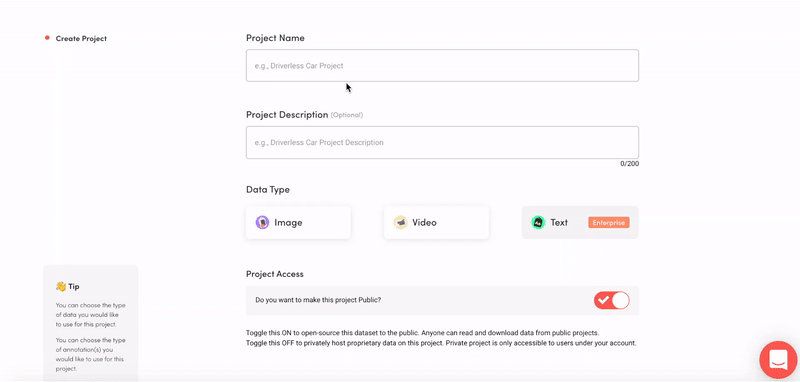 Create Project
Project Name
e.g., Driverless Car Project
Project Description (Optional)
e.g., Driverless Car Project Description
0/200
Data Type
Image
Video
Text
Enterprise
Project Access
Do you want to make this project Public?
Toggle this ON to open-source this dataset to the public. Anyone can read and download data from public projects.
Toggle this OFF to privately host proprietary data on this project. Private project is only accessible to users under your account.
Tip
You can choose the type
of data you would like
to use for this project.
You can choose the type
of annotation(s) you
would like to use for this
project.